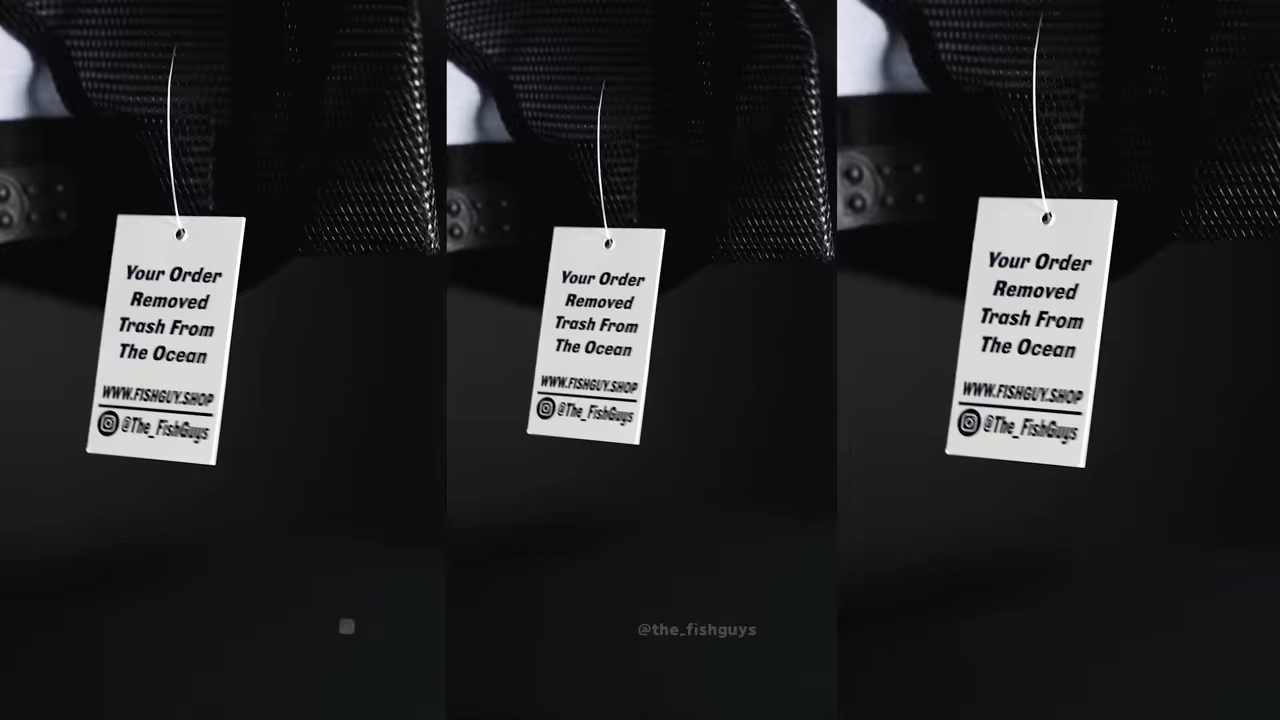 Your Order
Removed
Trash From
The Ocean
WWW.FISHGUY.SHOP
@The_FishGuys
Your Order
Removed
Trash From
The Ocean
WWW.FISHGUY.SHOP
@The_FishGuys
@the_fishguys
Your Order
Removed
Trash From
The Ocean
WWW.FISHGUY.SHOP
@The_FishGuys